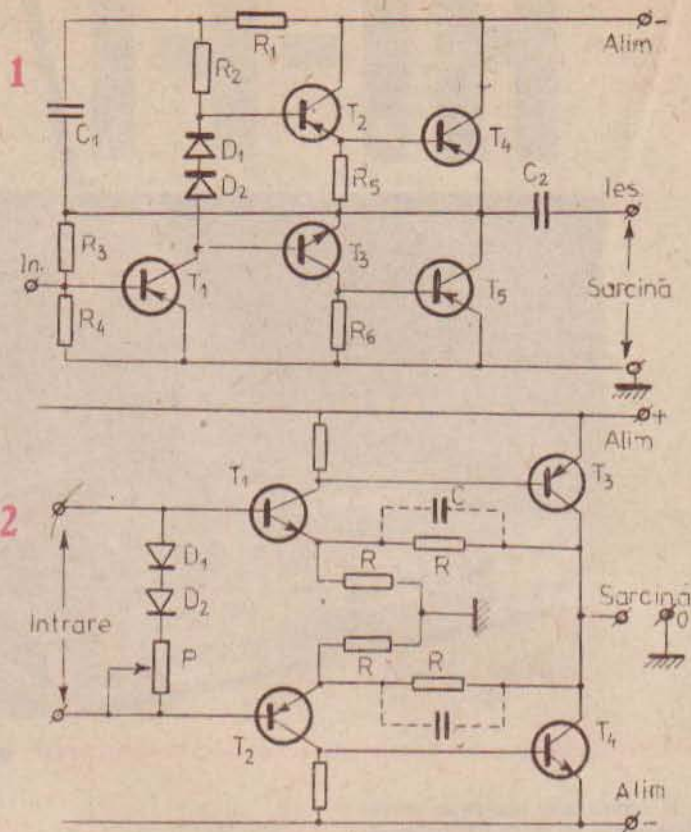 1
R₁
Alim -
R₂
T₂
C₁
D₁
T₄
D₂
R₅
C₂
Ies.
R₃
In.
T₁
T₃
T₅
Sarcină
R₄
R₆
2
+
Alim
T₁
T₃
C
D₁
R
R
D₂
Sarcină
0
Intrare
P
R
R
T₂
T₄
Alim
-